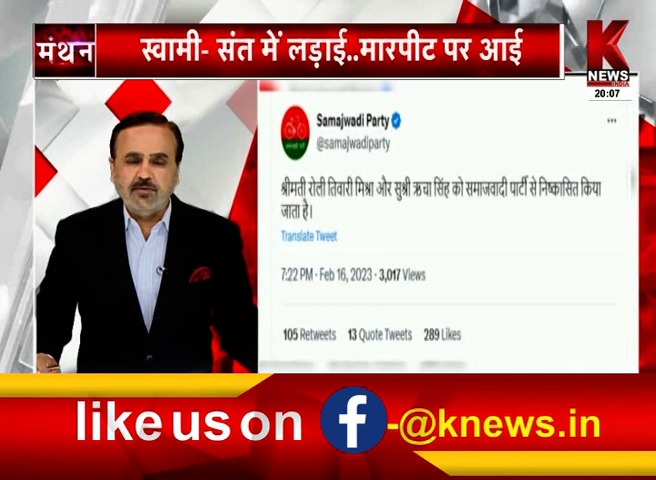 मंथन
स्वामी- संत में लड़ाई..मारपीट पर आई
K
NEWS
INDIA
20:07
Samajwadi Party
@samajwadiparty
श्रीमती रोली तिवारी मिश्रा और सुश्री ऋचा सिंह को समाजवादी पार्टी से निष्कासित किया
जाता है।
Translate Tweet
7:22 PM · Feb 16, 2023 · 3,017 Views
105 Retweets 13 Quote Tweets 289 Likes
like us on f -@knews.in